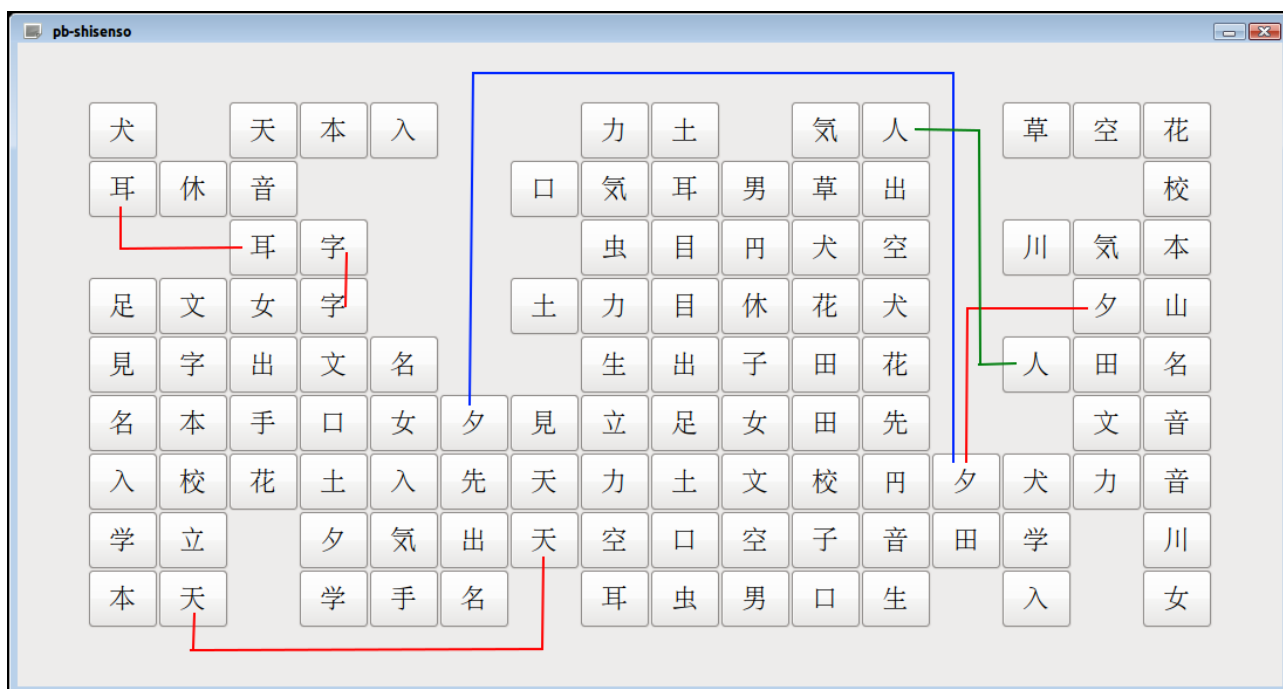 pb-shisenso
犬 天 本 入 力 土 気 人 草 空 花
耳 休 音 口 気 耳 男 草 出 校
耳 字 虫 目 円 犬 空 川 気 本
足 文 女 字 土 力 目 休 花 犬 夕 山
見 字 出 文 名 生 出 子 田 花 人 田 名
名 本 手 口 女 夕 見 立 足 女 田 先 文 音
入 校 花 土 入 先 天 力 土 文 校 円 夕 犬 力 音
学 立 夕 気 出 天 空 口 空 子 音 田 学 川
本 天 学 手 名 耳 虫 男 口 生 入 女